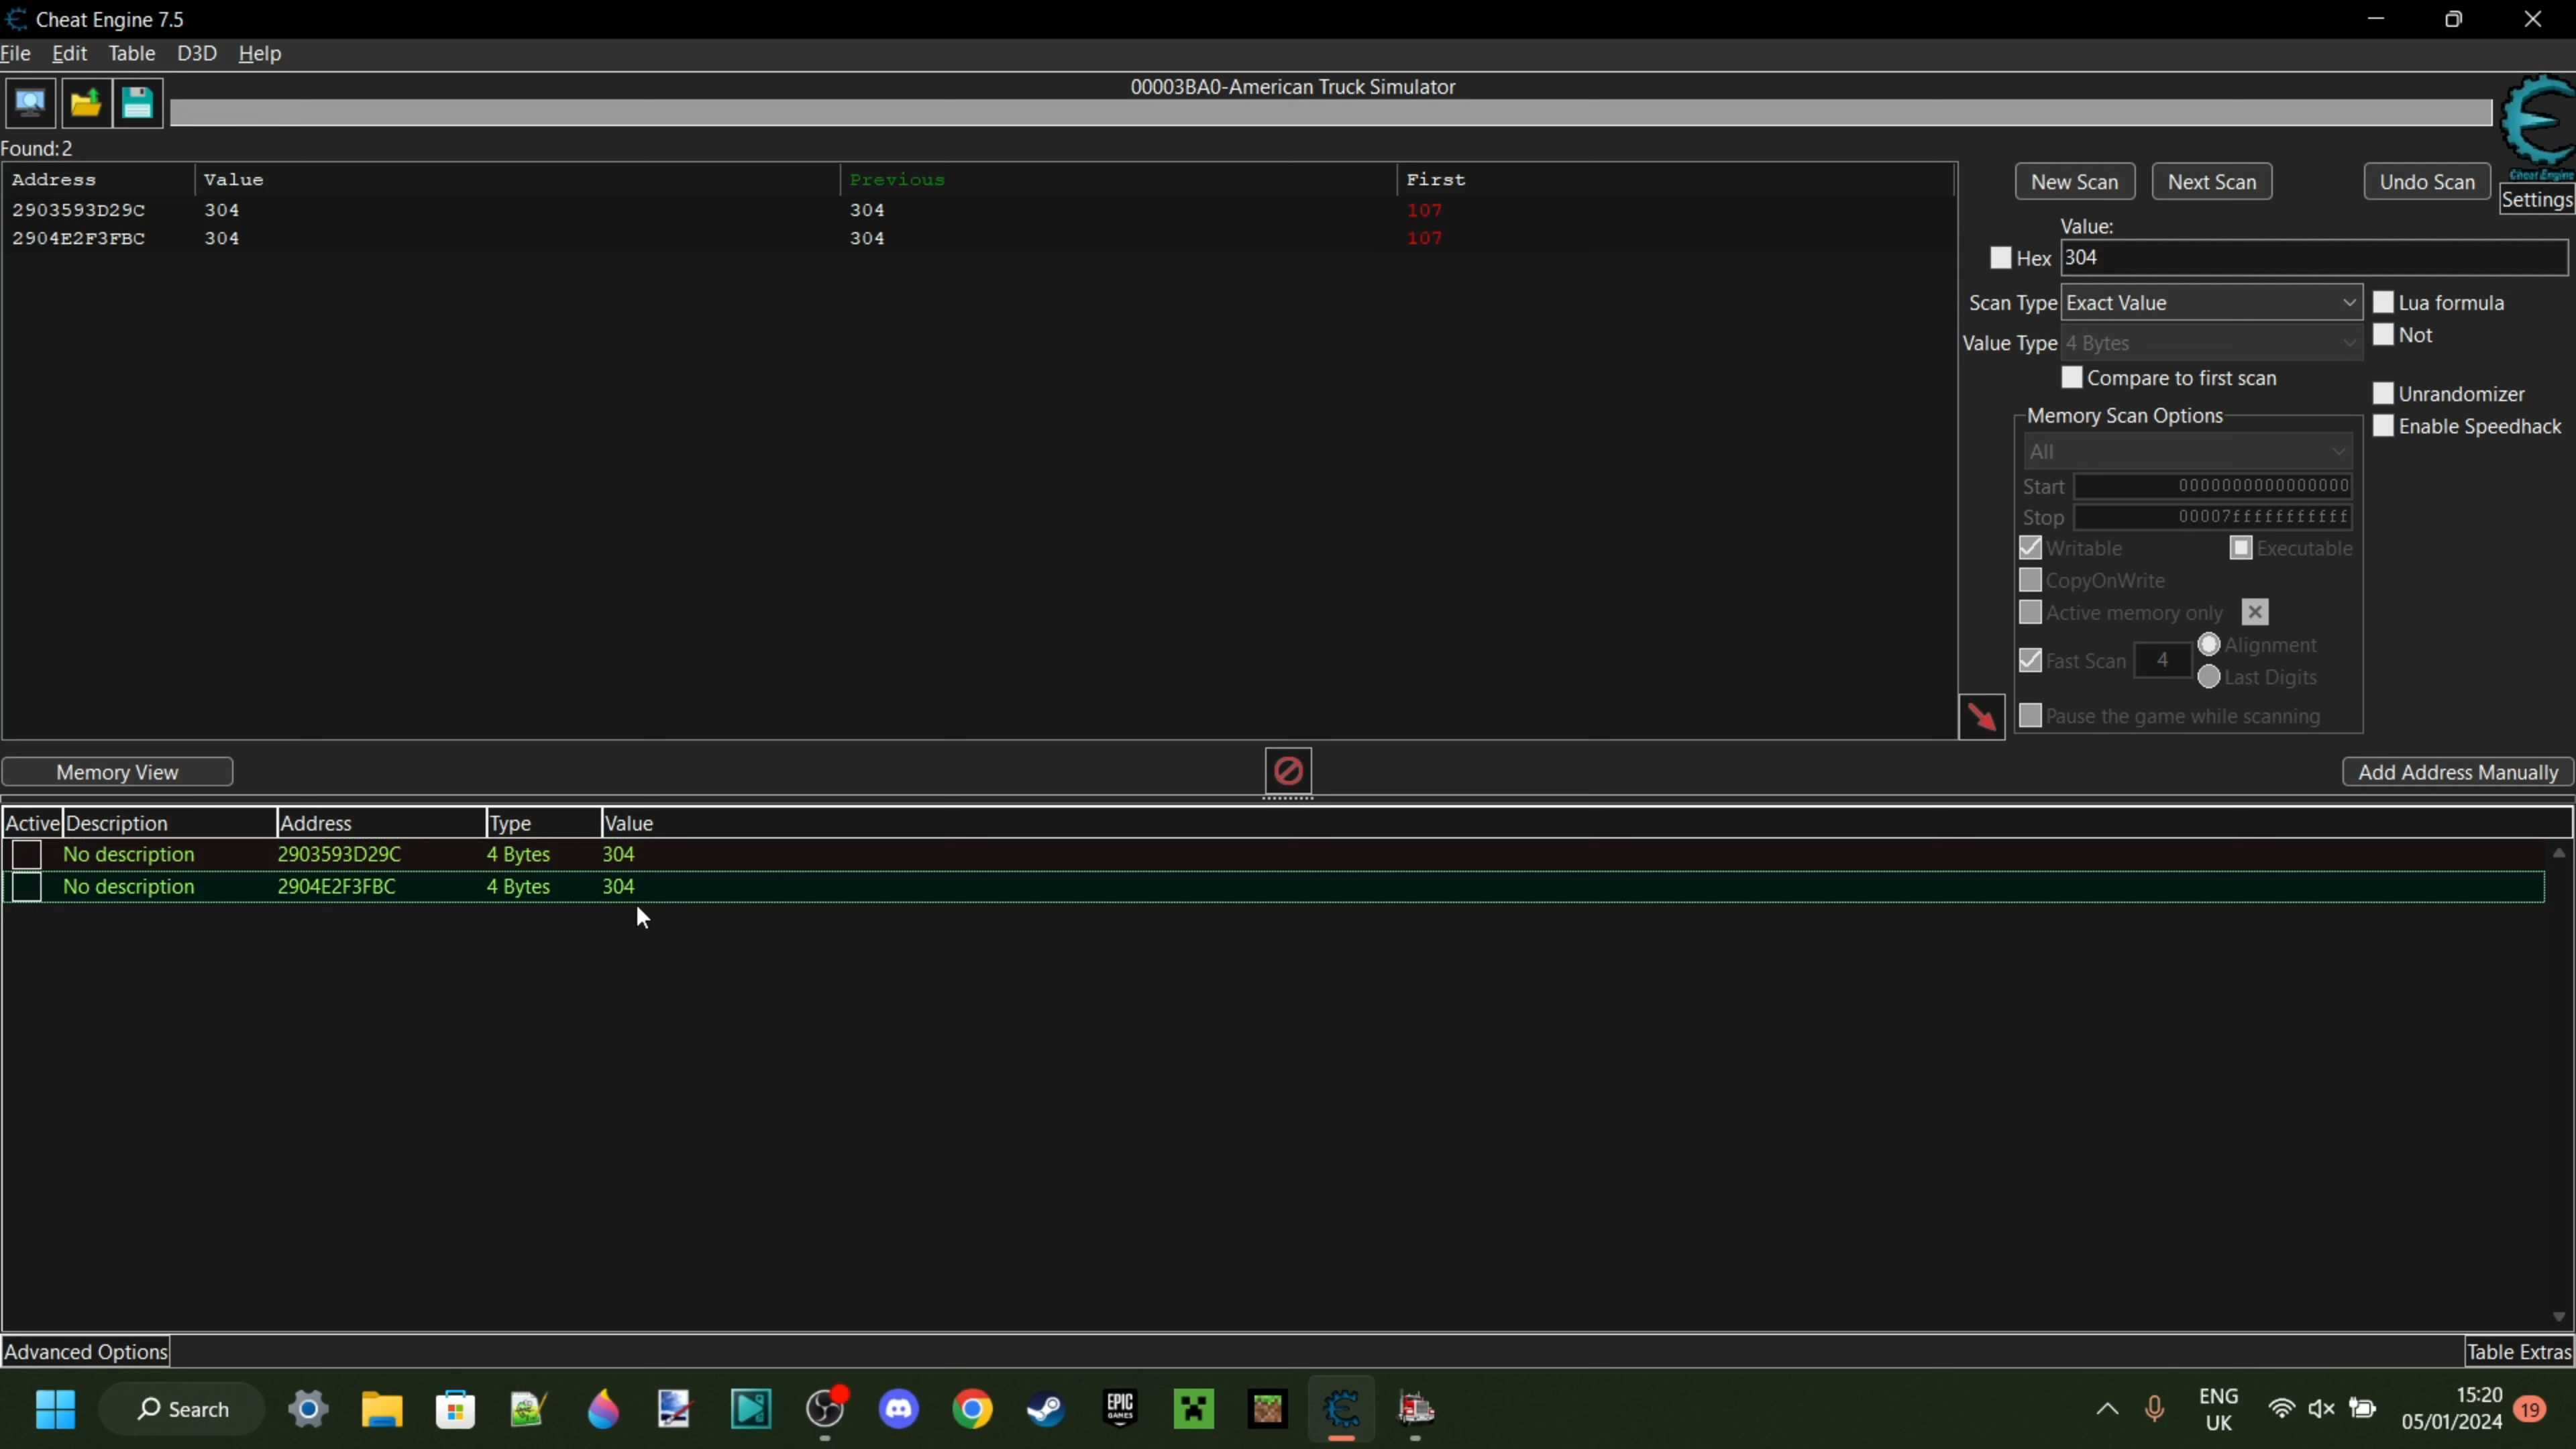 Cheat Engine 7.5
File Edit Table D3D Help
00003BA0-American Truck Simulator
Cheat Engine
Settings
Found:2
Address Value Previous First
2903593D29C 304 304 107
2904E2F3FBC 304 304 107
New Scan Next Scan Undo Scan
Value:
Hex 304
Scan Type Exact Value
Lua formula
Value Type 4 Bytes
Not
Compare to first scan
Unrandomizer
Enable Speedhack
Memory Scan Options
All
Start 0000000000000000
Stop 00007fffffffffff
Writable Executable
CopyOnWrite
Active memory only
Fast Scan 4 Alignment
Last Digits
Pause the game while scanning
Memory View Add Address Manually
Active Description Address Type Value
No description 2903593D29C 4 Bytes 304
No description 2904E2F3FBC 4 Bytes 304
Advanced Options Table Extras
Search
EPIC
GAMES
ENG
UK
15:20
05/01/2024
19